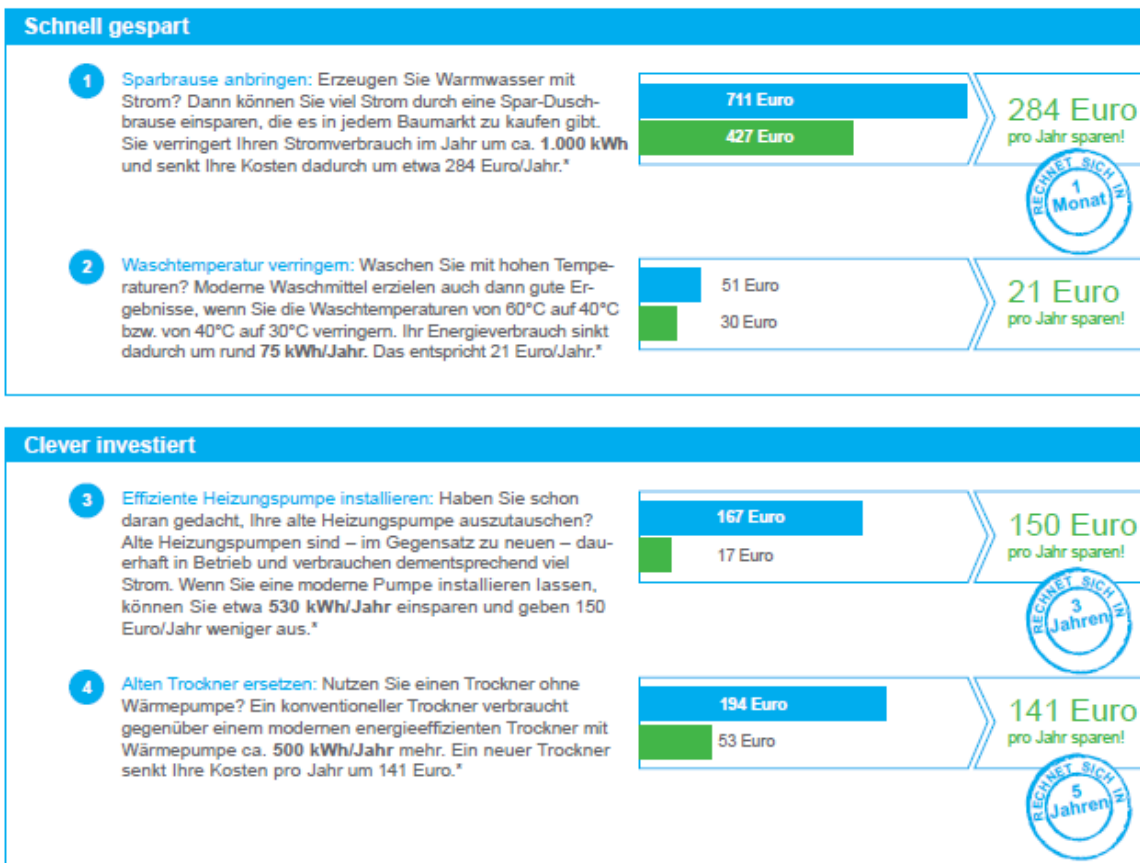 Schnell gespart
1
Sparbrause anbringen: Erzeugen Sie Warmwasser mit
Strom? Dann können Sie viel Strom durch eine Spar-Dusch-
brause einsparen, die es in jedem Baumarkt zu kaufen gibt.
Sie verringert Ihren Stromverbrauch im Jahr um ca. 1.000 kWh
und senkt Ihre Kosten dadurch um etwa 284 Euro/Jahr.*
711 Euro
427 Euro
284 Euro
pro Jahr sparen!
RECHNET SICH IN
1
Monat
2
Waschtemperatur verringern: Waschen Sie mit hohen Tempe-
raturen? Moderne Waschmittel erzielen auch dann gute Er-
gebnisse, wenn Sie die Waschtemperaturen von 60°C auf 40°C
bzw. von 40°C auf 30°C verringern. Ihr Energieverbrauch sinkt
dadurch um rund 75 kWh/Jahr. Das entspricht 21 Euro/Jahr.*
51 Euro
30 Euro
21 Euro
pro Jahr sparen!
Clever investiert
3
Effiziente Heizungspumpe installieren: Haben Sie schon
daran gedacht, Ihre alte Heizungspumpe auszutauschen?
Alte Heizungspumpen sind – im Gegensatz zu neuen – dau-
erhaft in Betrieb und verbrauchen dementsprechend viel
Strom. Wenn Sie eine moderne Pumpe installieren lassen,
können Sie etwa 530 kWh/Jahr einsparen und geben 150
Euro/Jahr weniger aus.*
167 Euro
17 Euro
150 Euro
pro Jahr sparen!
RECHNET SICH IN
3
Jahren
4
Alten Trockner ersetzen: Nutzen Sie einen Trockner ohne
Wärmepumpe? Ein konventioneller Trockner verbraucht
gegenüber einem modernen energieeffizienten Trockner mit
Wärmepumpe ca. 500 kWh/Jahr mehr. Ein neuer Trockner
senkt Ihre Kosten pro Jahr um 141 Euro.*
194 Euro
53 Euro
141 Euro
pro Jahr sparen!
RECHNET SICH IN
5
Jahren